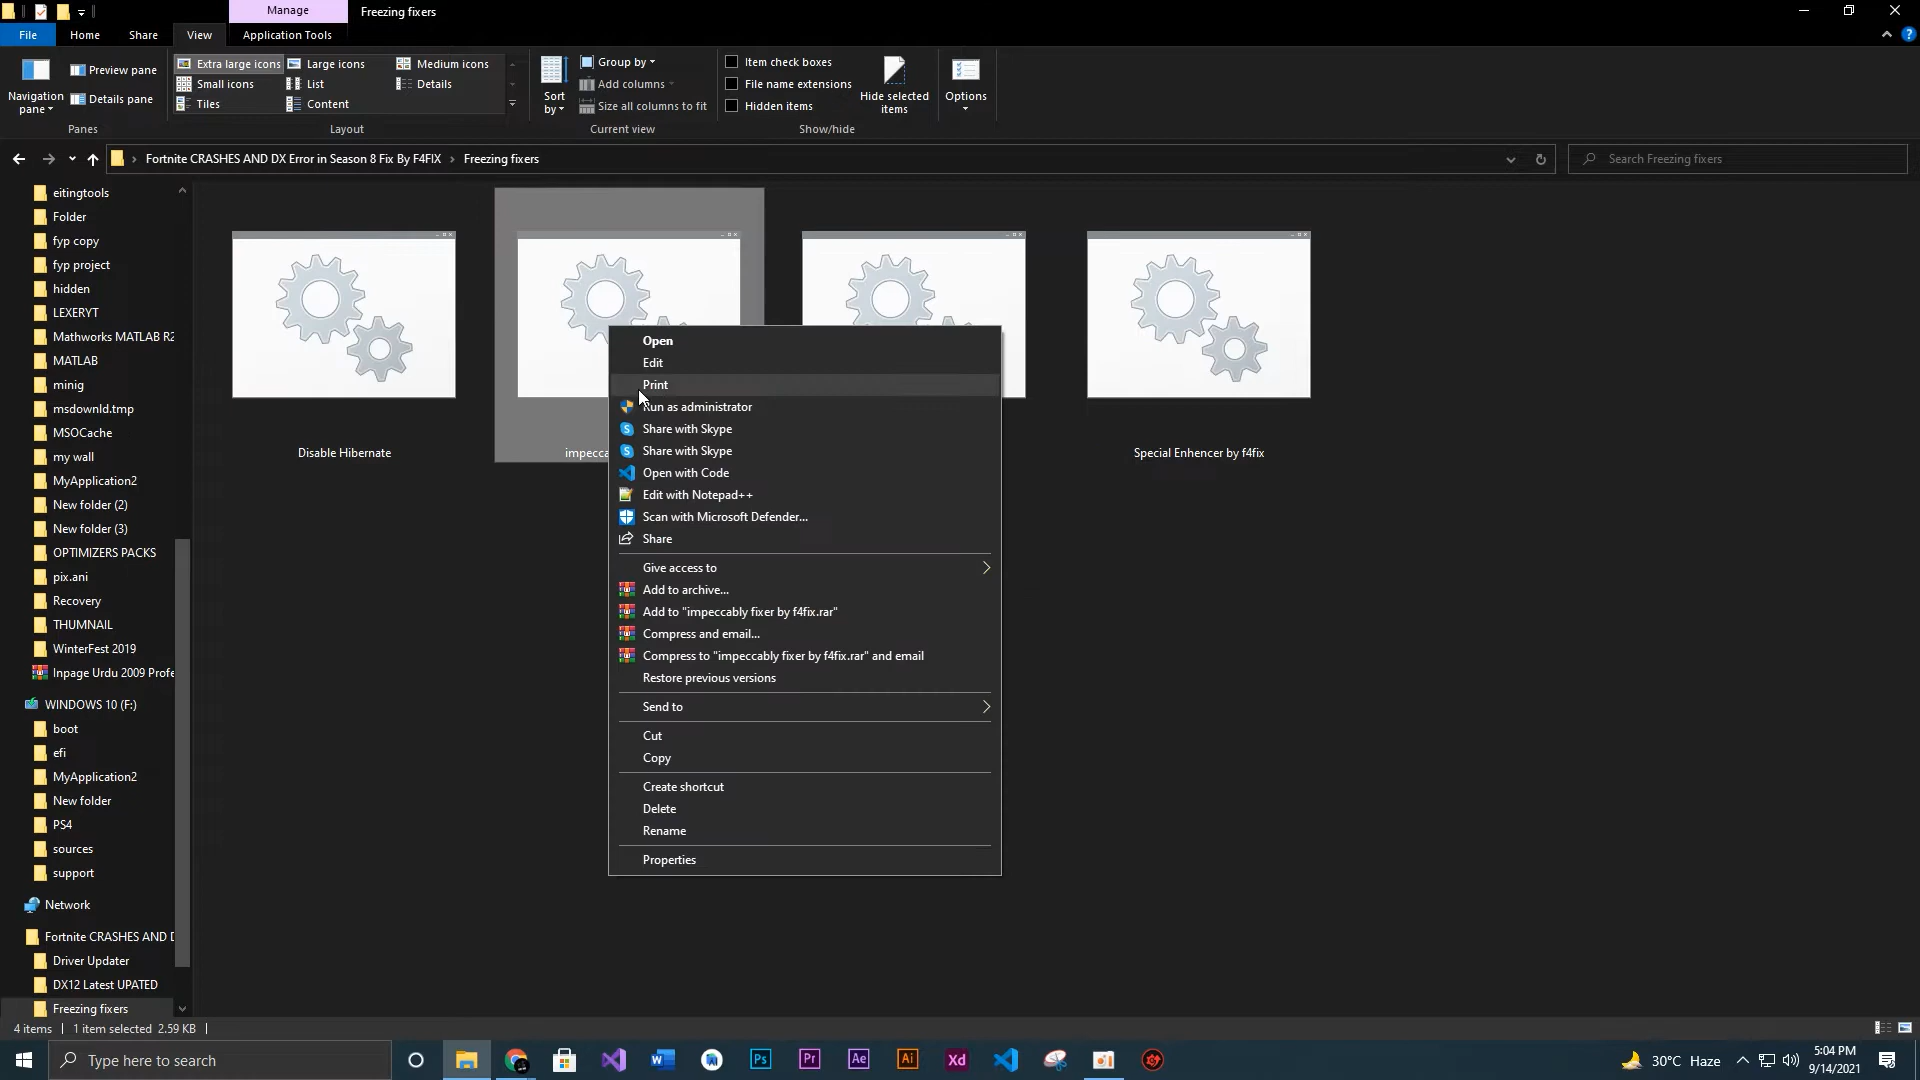 Manage
Freezing fixers
File
Home
Share
View
Application Tools
Navigation pane
Preview pane
Details pane
Panes
Extra large icons
Large icons
Medium icons
Small icons
List
Details
Tiles
Content
Layout
Sort by
Group by
Add columns
Size all columns to fit
Current view
Item check boxes
File name extensions
Hidden items
Hide selected items
Show/hide
Options
Fortnite CRASHES AND DX Error in Season 8 Fix By F4FIX
Freezing fixers
Search Freezing fixers
eitingtools
Folder
fyp copy
fyp project
hidden
LEXERYT
Mathworks MATLAB R2
MATLAB
minig
msdownld.tmp
MSOCache
my wall
MyApplication2
New folder (2)
New folder (3)
OPTIMIZERS PACKS
pix.ani
Recovery
THUMNAIL
WinterFest 2019
Inpage Urdu 2009 Profe
WINDOWS 10 (F:)
boot
efi
MyApplication2
New folder
PS4
sources
support
Network
Fortnite CRASHES AND D
Driver Updater
DX12 Latest UPATED
Freezing fixers
Disable Hibernate
impecca
Special Enhencer by f4fix
Open
Edit
Print
Run as administrator
Share with Skype
Share with Skype
Open with Code
Edit with Notepad++
Scan with Microsoft Defender...
Share
Give access to
Add to archive...
Add to "impeccably fixer by f4fix.rar"
Compress and email...
Compress to "impeccably fixer by f4fix.rar" and email
Restore previous versions
Send to
Cut
Copy
Create shortcut
Delete
Rename
Properties
4 items
1 item selected 2.59 KB
Type here to search
Ps
Pr
Ae
Ai
Xd
30°C Haze
5:04 PM
9/14/2021